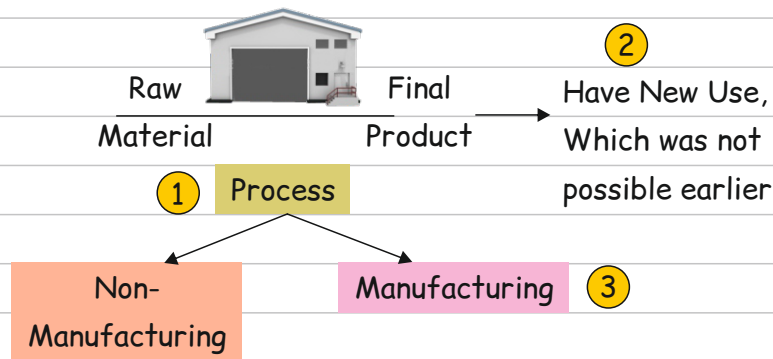 2
Raw Final
Have New Use,
Material Product
Which was not
1 Process
possible earlier
Non-
Manufacturing
Manufacturing 3